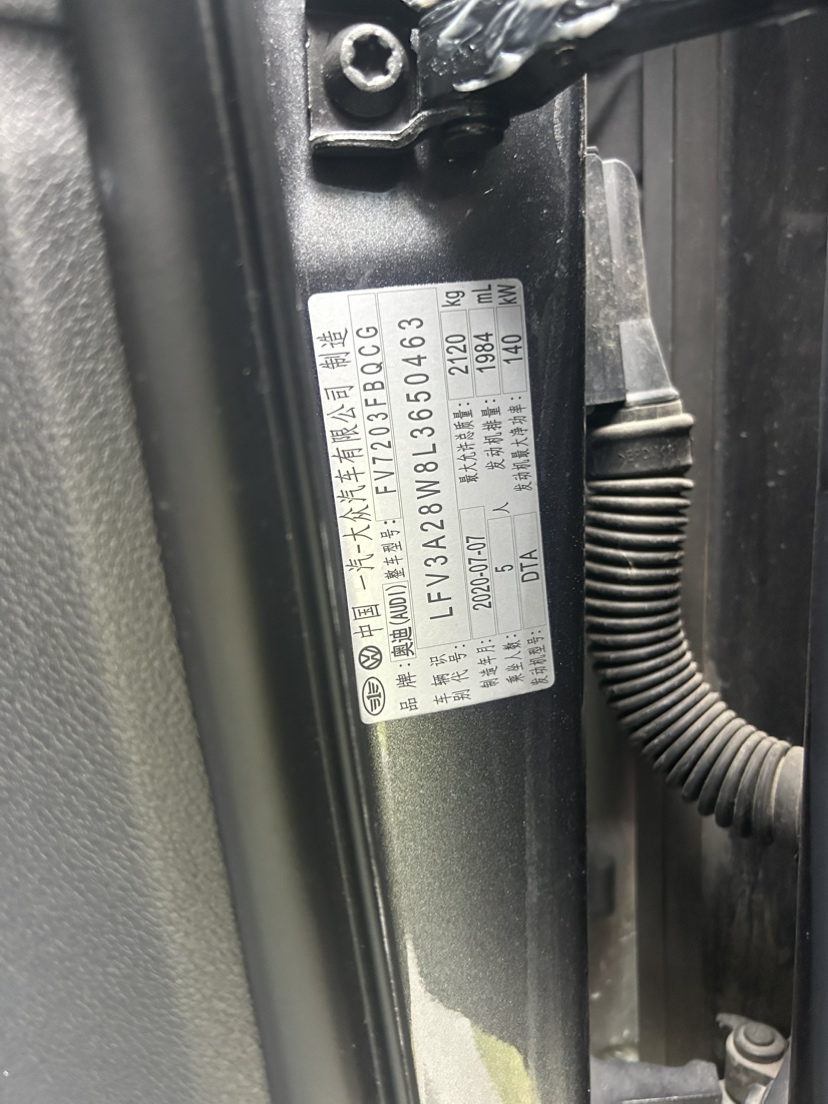 中国 一汽-大众汽车有限公司 制造
品 牌: 奥迪(AUDI) 整车型号: FV7203FBQCG
车辆识别代号: LFV3A28W8L3650463
制造年月: 2020-07-07 最大允许总质量: 2120 kg
乘坐人数: 5 人 发动机排量: 1984 mL
发动机型号: DTA 发动机最大净功率: 140 kW